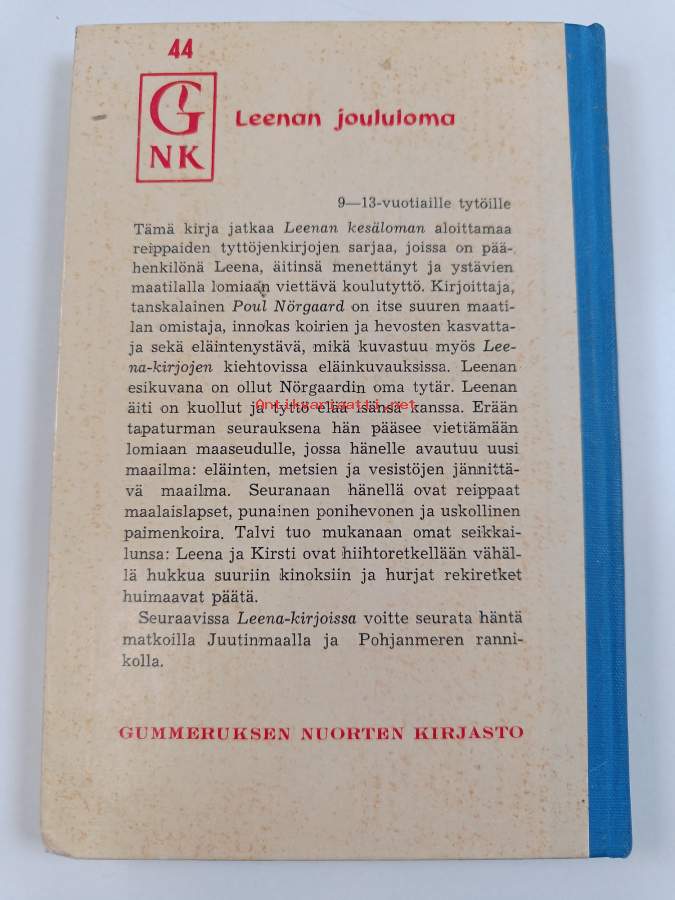 44
G
NK
Leenan joululoma
9—13-vuotiaille tytöille
Tämä kirja jatkaa Leenan kesäloman aloittamaa
reippaiden tyttöjenkirjojen sarjaa, joissa on pää-
henkilönä Leena, äitinsä menettänyt ja ystävien
maatilalla lomiaan viettävä koulutyttö. Kirjoittaja,
tanskalainen Poul Nörgaard on itse suuren maati-
lan omistaja, innokas koirien ja hevosten kasvatta-
ja sekä eläintenystävä, mikä kuvastuu myös Lee-
na-kirjojen kiehtovissa eläinkuvauksissa. Leenan
esikuvana on ollut Nörgaardin oma tytär. Leenan
äiti on kuollut ja tyttö elää isänsä kanssa. Erään
Antikvariaatti.net
tapaturman seurauksena hän pääsee viettämään
lomiaan maaseudulle, jossa hänelle avautuu uusi
maailma: eläinten, metsien ja vesistöjen jännittä-
vä maailma. Seuranaan hänellä ovat reippaat
maalaislapset, punainen ponihevonen ja uskollinen
paimenkoira. Talvi tuo mukanaan omat seikkai-
lunsa: Leena ja Kirsti ovat hiihtoretkellään vähäl-
lä hukkua suuriin kinoksiin ja hurjat rekiretket
huimaavat päätä.
Seuraavissa Leena-kirjoissa voitte seurata häntä
matkoilla Juutinmaalla ja Pohjanmeren ranni-
kolla.
GUMMERUKSEN NUORTEN KIRJASTO